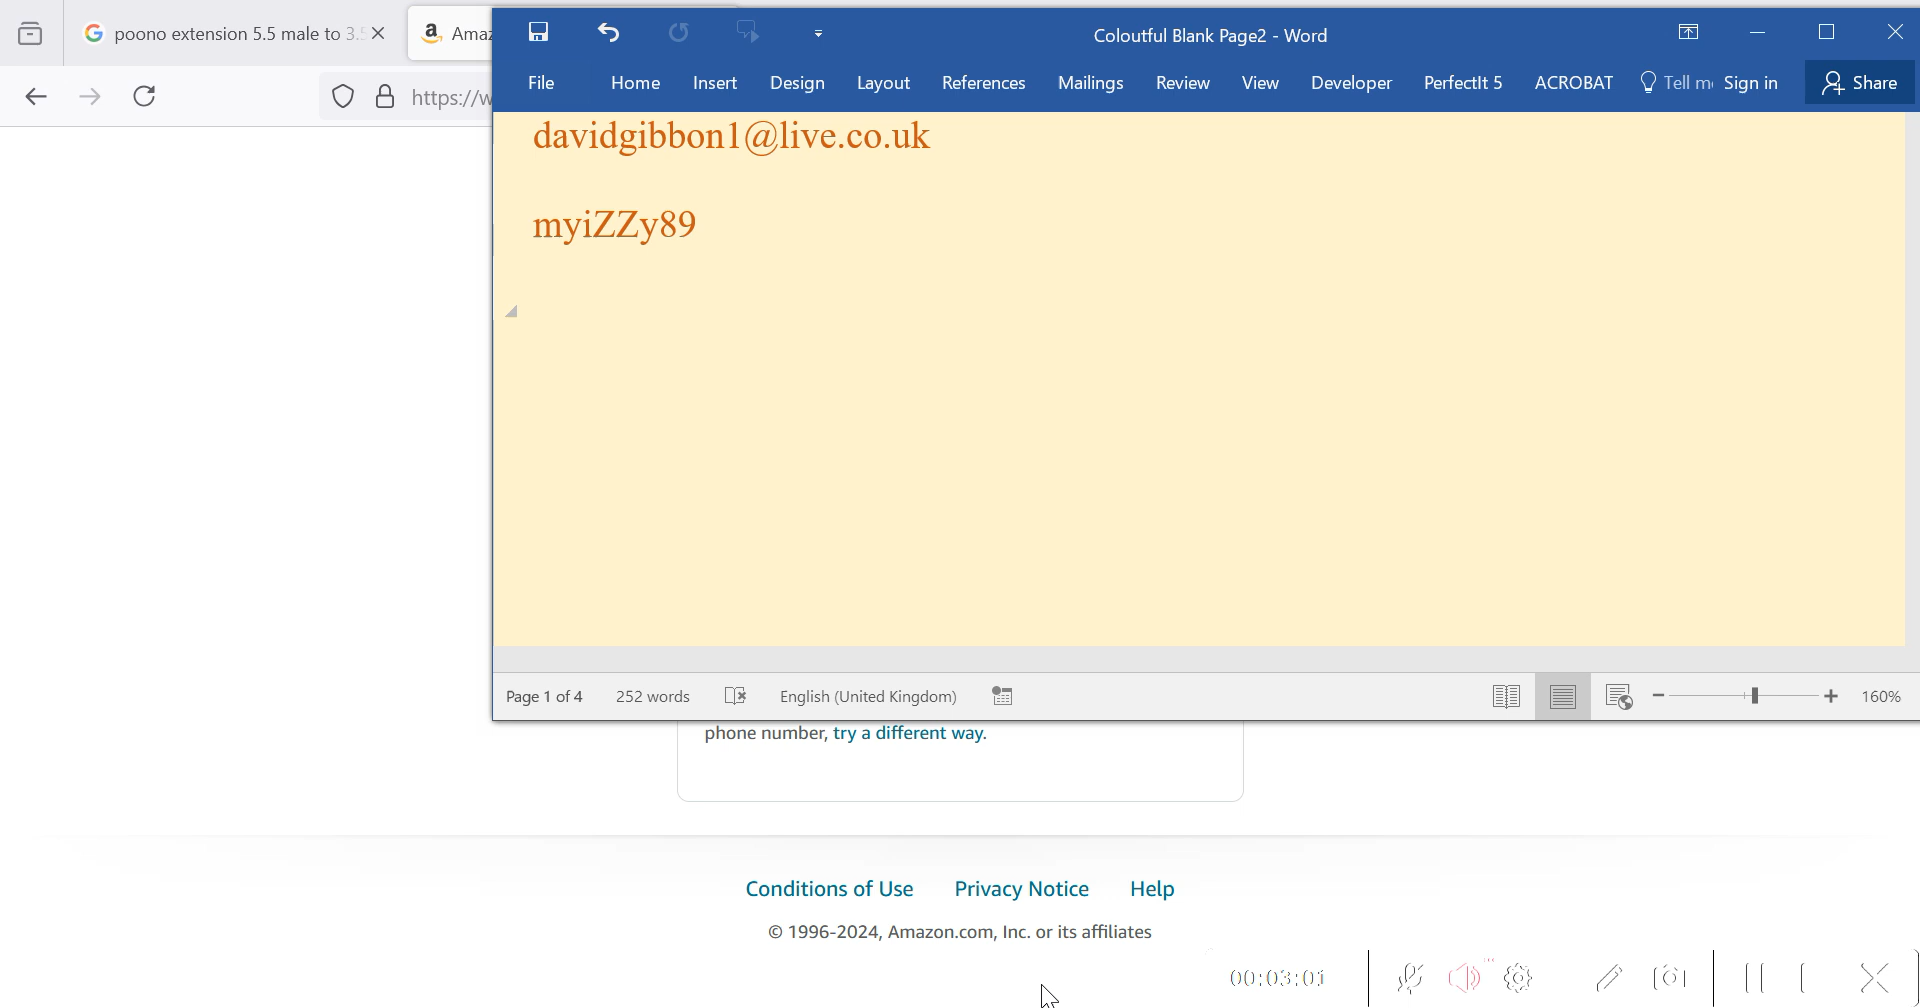 poono extension 5.5 male to 3.5
Amaz
Coloutful Blank Page2 - Word
File Home Insert Design Layout References Mailings Review View Developer PerfectIt 5 ACROBAT Tell me Sign in Share
https://w
davidgibbon1@live.co.uk
myiZZy89
Page 1 of 4 252 words English (United Kingdom) 160%
phone number, try a different way.
Conditions of Use Privacy Notice Help
© 1996-2024, Amazon.com, Inc. or its affiliates
00:03:01